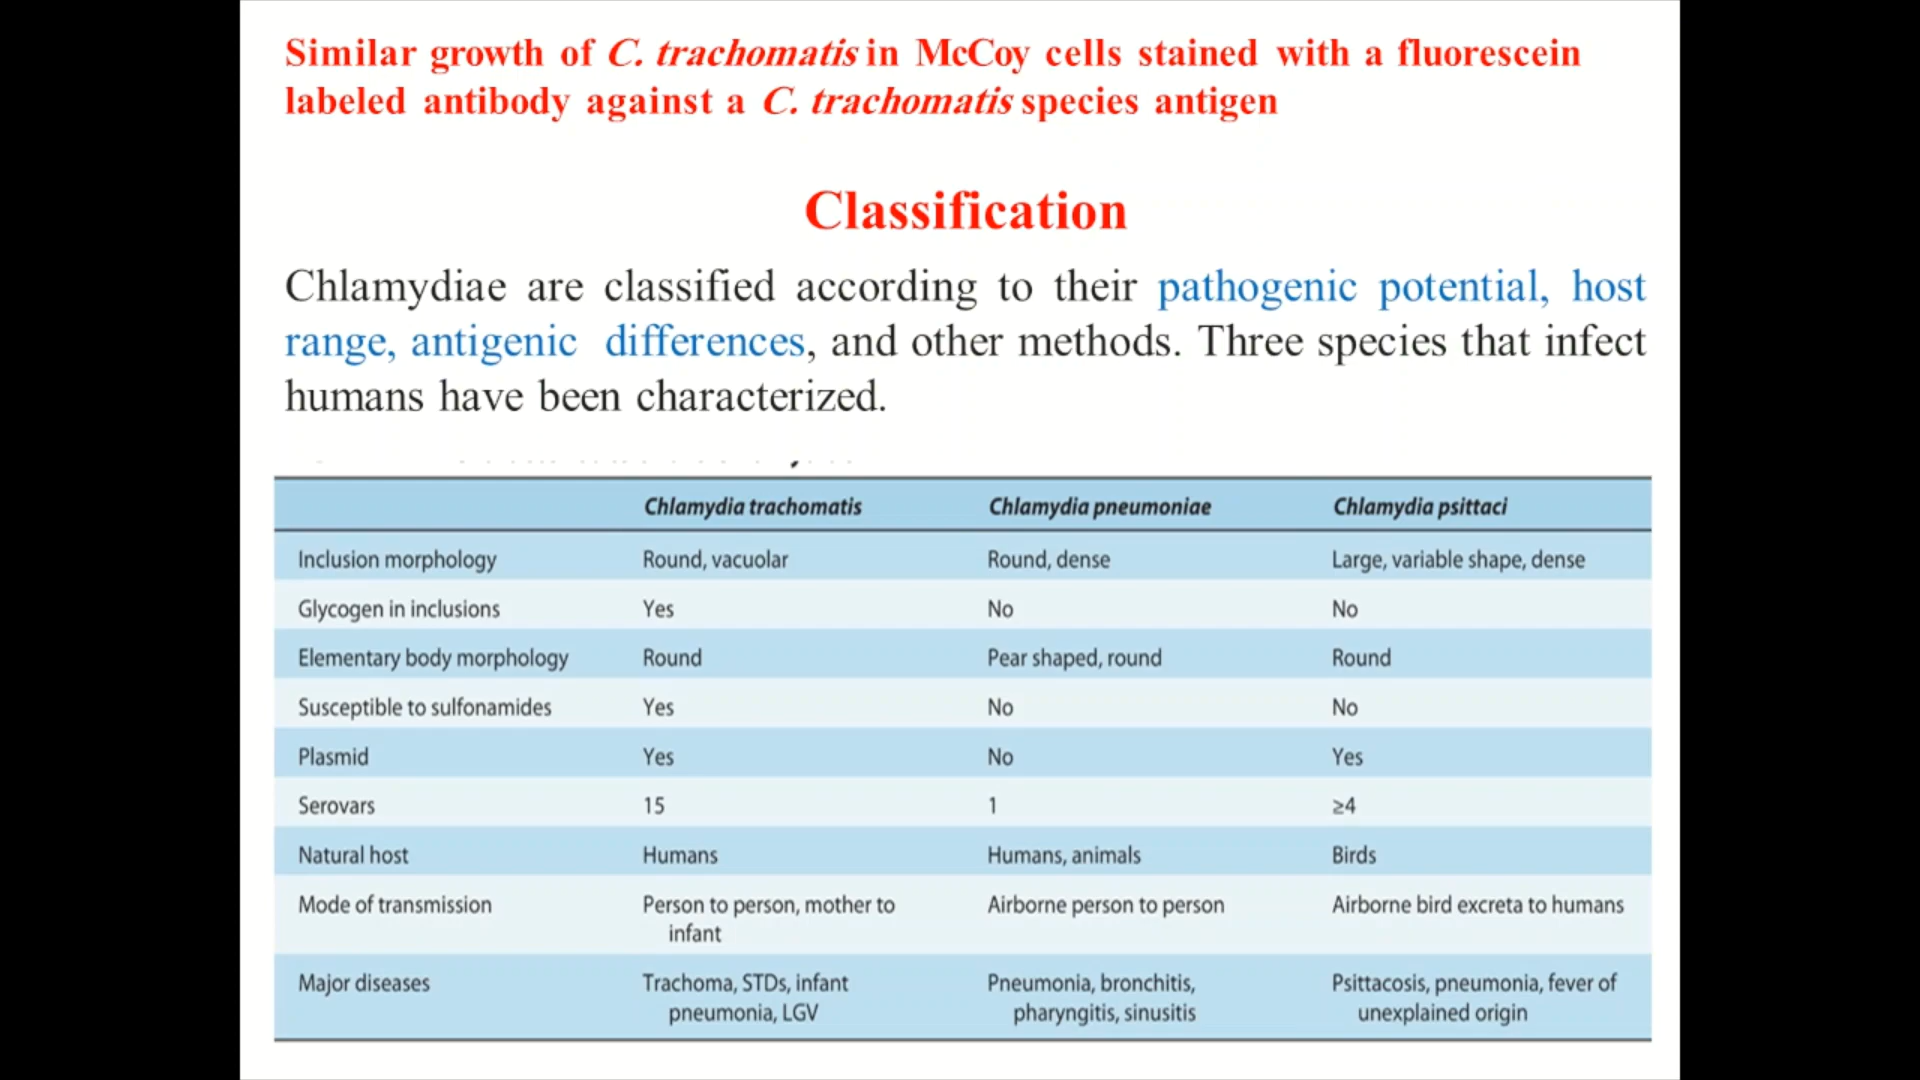 Similar growth of C. trachomatis in McCoy cells stained with a fluorescein
labeled antibody against a C. trachomatis species antigen
Classification
Chlamydiae are classified according to their pathogenic potential, host
range, antigenic differences, and other methods. Three species that infect
humans have been characterized.
Chlamydia trachomatis Chlamydia pneumoniae Chlamydia psittaci
Inclusion morphology Round, vacuolar Round, dense Large, variable shape, dense
Glycogen in inclusions Yes No No
Elementary body morphology Round Pear shaped, round Round
Susceptible to sulfonamides Yes No No
Plasmid Yes No Yes
Serovars 15 1 ≥4
Natural host Humans Humans, animals Birds
Mode of transmission Person to person, mother to Airborne person to person Airborne bird excreta to humans
infant
Major diseases Trachoma, STDs, infant Pneumonia, bronchitis, Psittacosis, pneumonia, fever of
pneumonia, LGV pharyngitis, sinusitis unexplained origin